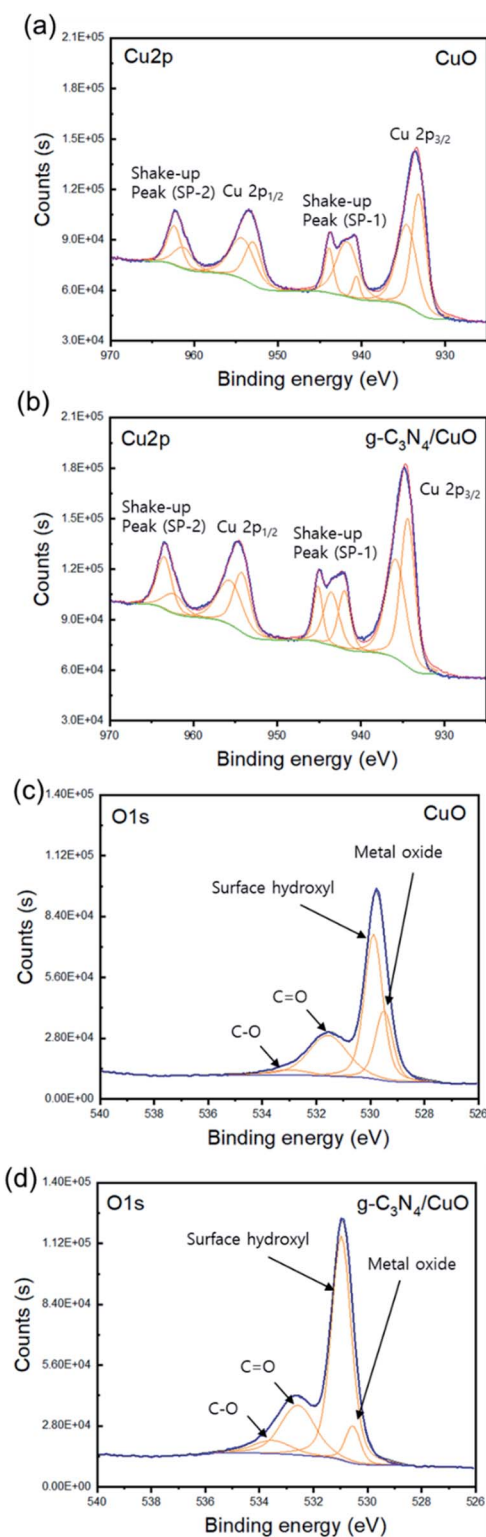 (a)
Cu2p
CuO
Cu 2p3/2
Shake-up
Peak (SP-2)
Cu 2p1/2
Shake-up
Peak (SP-1)
Counts (s)
2.1E+05
1.8E+05
1.5E+05
1.2E+05
9.0E+04
6.0E+04
3.0E+04
970 960 950 940 930
Binding energy (eV)
(b)
Cu2p
g-C3N4/CuO
Cu 2p3/2
Shake-up
Peak (SP-2)
Cu 2p1/2
Shake-up
Peak (SP-1)
Counts (s)
2.1E+05
1.8E+05
1.5E+05
1.2E+05
9.0E+04
6.0E+04
3.0E+04
970 960 950 940 930
Binding energy (eV)
(c)
O1s
CuO
Metal oxide
Surface hydroxyl
C=O
C-O
Counts (s)
1.40E+05
1.12E+05
8.40E+04
5.60E+04
2.80E+04
0.00E+00
540 538 536 534 532 530 528 526
Binding energy (eV)
(d)
O1s
g-C3N4/CuO
Surface hydroxyl
Metal oxide
C=O
C-O
Counts (s)
1.40E+05
1.12E+05
8.40E+04
5.60E+04
2.80E+04
0.00E+00
540 538 536 534 532 530 528 526
Binding energy (eV)